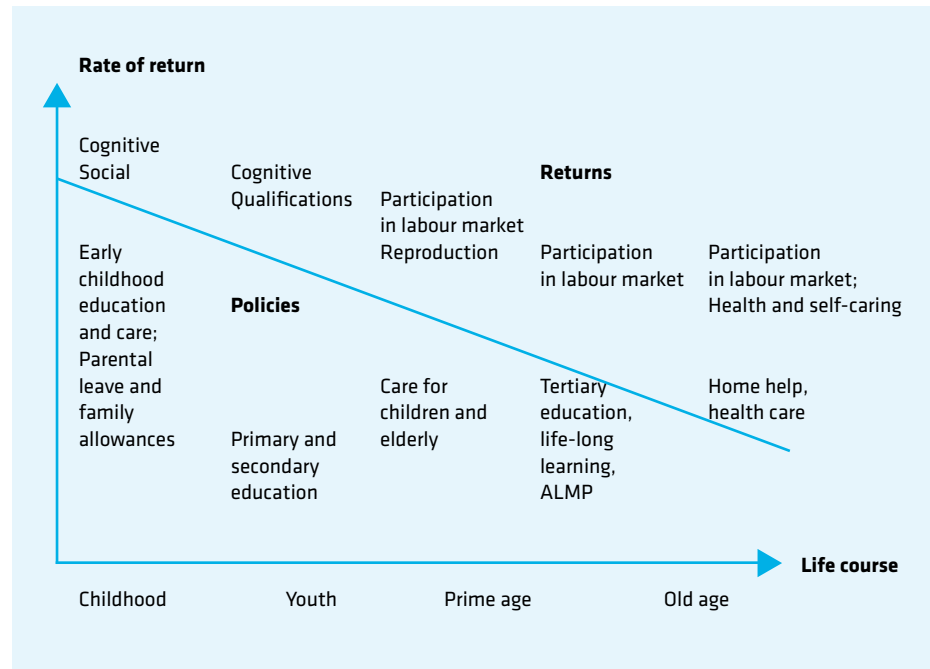 Rate of return
Cognitive
Social
Cognitive
Qualifications
Participation
in labour market
Reproduction
Returns
Participation
in labour market
Participation
in labour market;
Health and self-caring
Early
childhood
education
and care;
Parental
leave and
family
allowances
Policies
Primary and
secondary
education
Care for
children and
elderly
Tertiary
education,
life-long
learning,
ALMP
Home help,
health care
Life course
Childhood
Youth
Prime age
Old age